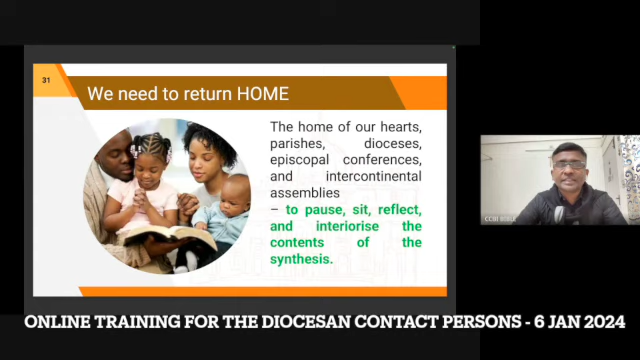 31
We need to return HOME
The home of our hearts,
parishes, dioceses,
episcopal conferences,
and intercontinental
assemblies
– to pause, sit, reflect,
and interiorise the
contents of the
synthesis.
CCBI BIBLE
ONLINE TRAINING FOR THE DIOCESAN CONTACT PERSONS - 6 JAN 2024